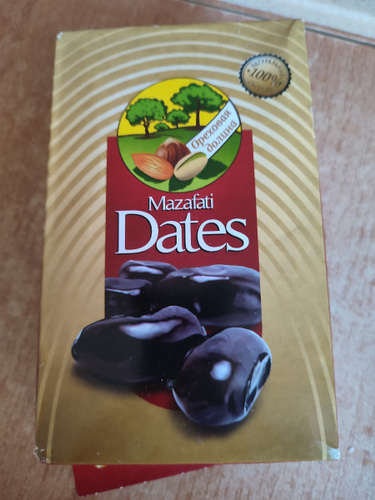 НАТУРАЛЬНО
100%
Ореховая
долина
Mazafati
Dates